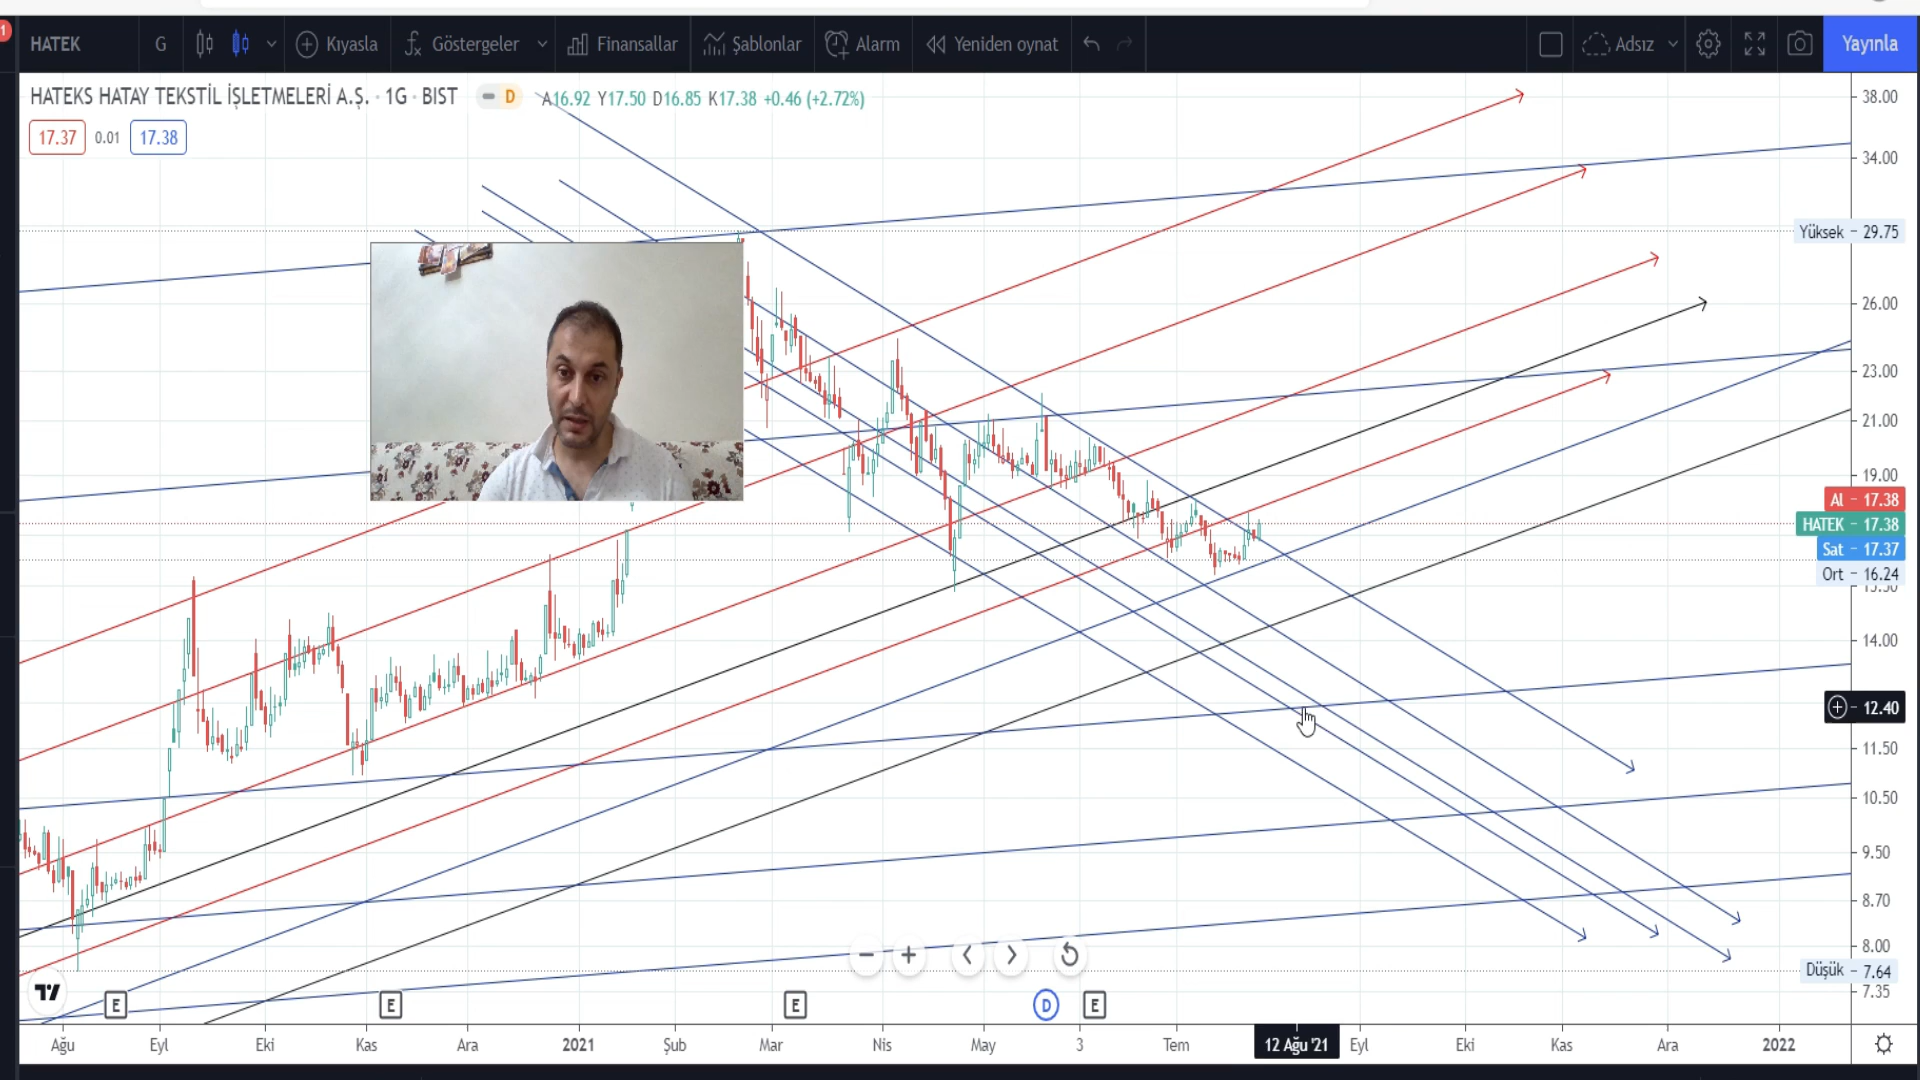 1
HATEK G Kıyasla Göstergeler Finansallar Şablonlar Alarm Yeniden oynat Adsız Yayınla
HATEKS HATAY TEKSTİL İŞLETMELERİ A.Ş. · 1G · BIST D A16.92 Y17.50 D16.85 K17.38 +0.46 (+2.72%)
17.37 0.01 17.38
38.00
34.00
Yüksek 29.75
26.00
23.00
21.00
19.00
Al 17.38
HATEK 17.38
Sat 17.37
Ort 16.24
15.50
14.00
12.40
11.50
10.50
9.50
8.70
8.00
Düşük 7.64
7.35
E E E D E
Ağu Eyl Eki Kas Ara 2021 Şub Mar Nis May 3 Tem 12 Ağu '21 Eyl Eki Kas Ara 2022